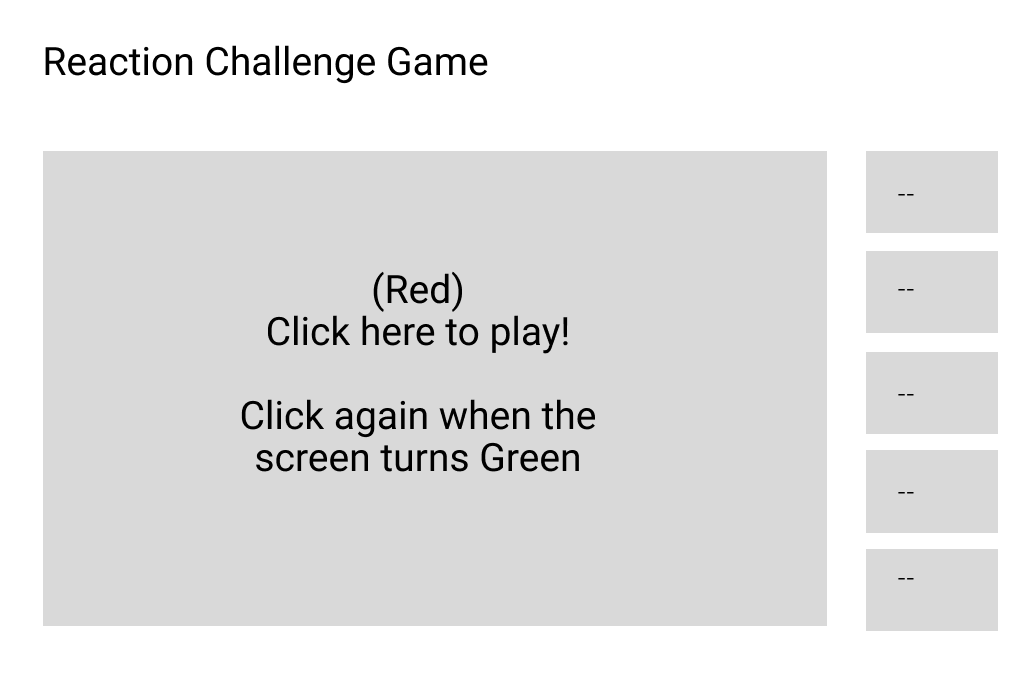 Reaction Challenge Game
(Red)
Click here to play!
Click again when the
screen turns Green
--
--
--
--
--